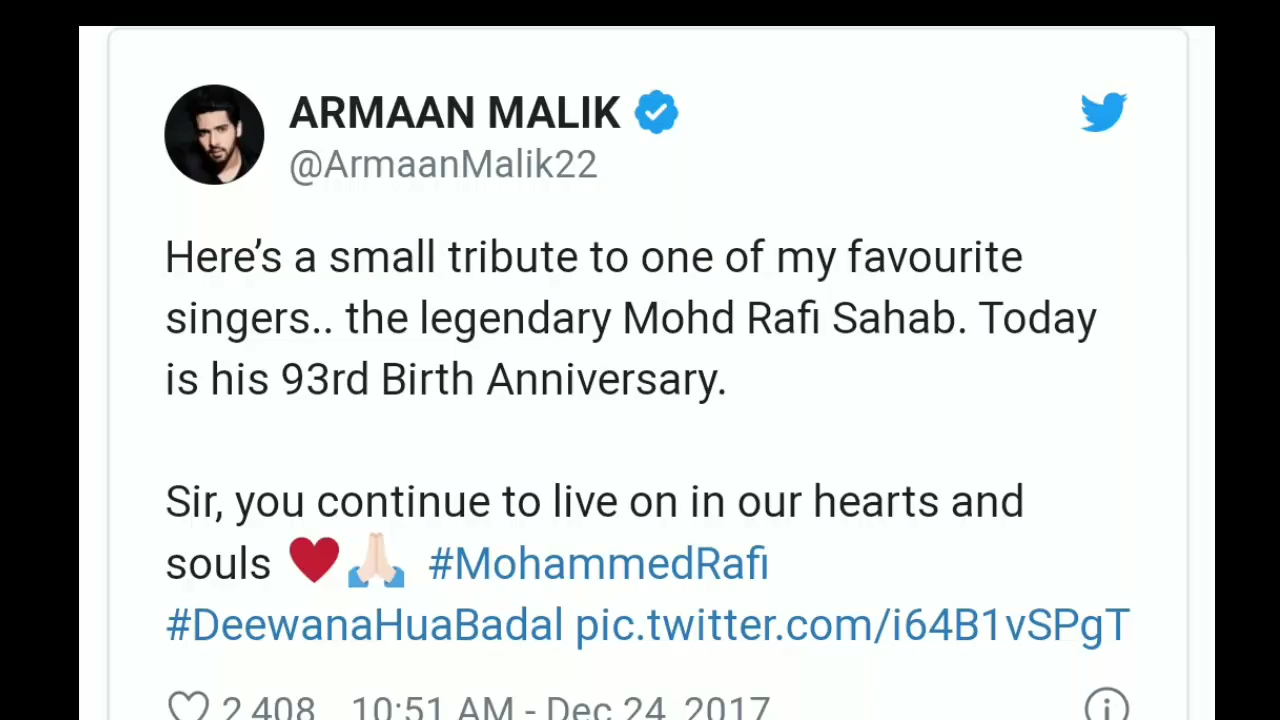 ARMAAN MALIK
@ArmaanMalik22
Here’s a small tribute to one of my favourite
singers.. the legendary Mohd Rafi Sahab. Today
is his 93rd Birth Anniversary.
Sir, you continue to live on in our hearts and
souls ♥️🙏🏻 #MohammedRafi
#DeewanaHuaBadal pic.twitter.com/i64B1vSPgT
2,408 10:51 AM - Dec 24, 2017